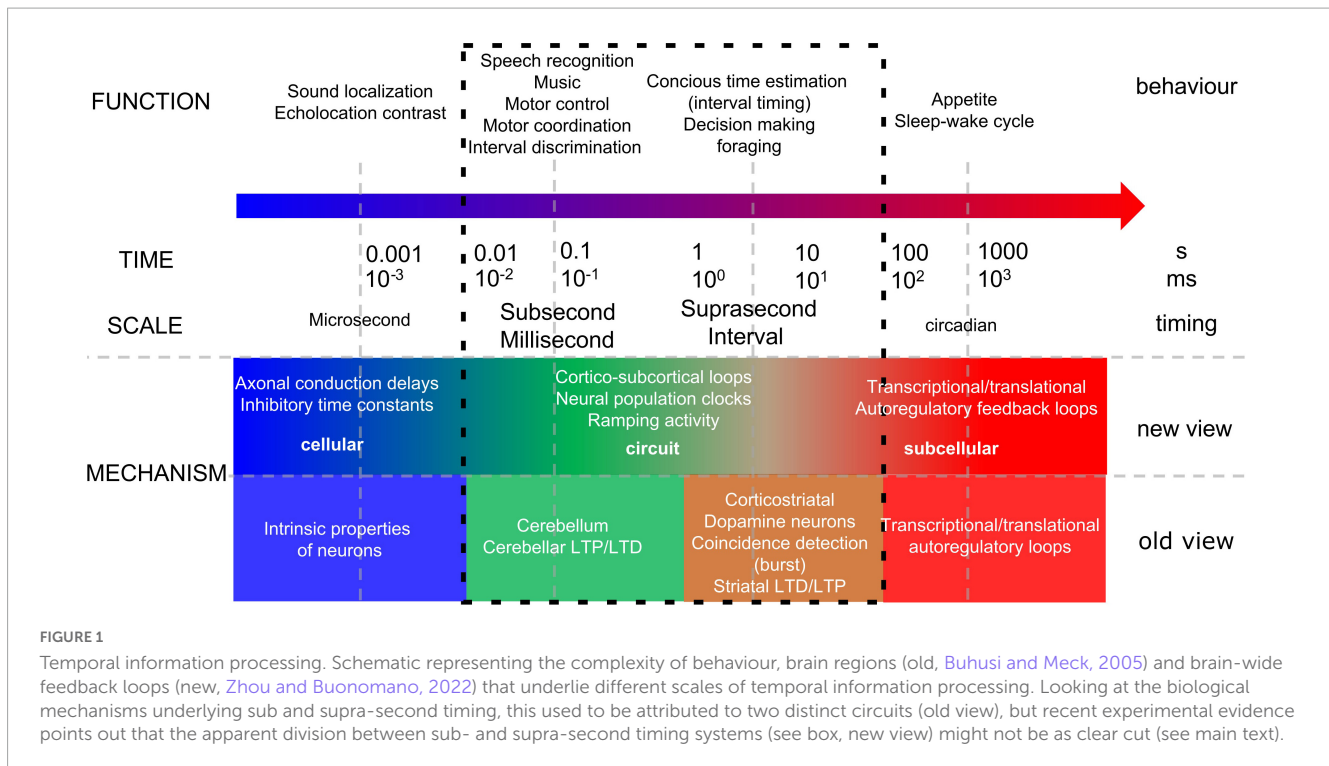 FUNCTION
Sound localization
Echolocation contrast
Speech recognition
Music
Motor control
Motor coordination
Interval discrimination
Concious time estimation
(interval timing)
Decision making
foraging
Appetite
Sleep-wake cycle
behaviour
TIME
0.001
10⁻³
0.01
10⁻²
0.1
10⁻¹
1
10⁰
10
10¹
100
10²
1000
10³
s
ms
SCALE
Microsecond
Subsecond
Millisecond
Suprasecond
Interval
circadian
timing
MECHANISM
Axonal conduction delays
Inhibitory time constants
cellular
Cortico-subcortical loops
Neural population clocks
Ramping activity
circuit
Transcriptional/translational
Autoregulatory feedback loops
subcellular
new view
Intrinsic properties
of neurons
Cerebellum
Cerebellar LTP/LTD
Corticostriatal
Dopamine neurons
Coincidence detection
(burst)
Striatal LTD/LTP
Transcriptional/translational
autoregulatory loops
old view
FIGURE 1
Temporal information processing. Schematic representing the complexity of behaviour, brain regions (old, Buhusi and Meck, 2005) and brain-wide
feedback loops (new, Zhou and Buonomano, 2022) that underlie different scales of temporal information processing. Looking at the biological
mechanisms underlying sub and supra-second timing, this used to be attributed to two distinct circuits (old view), but recent experimental evidence
points out that the apparent division between sub- and supra-second timing systems (see box, new view) might not be as clear cut (see main text).